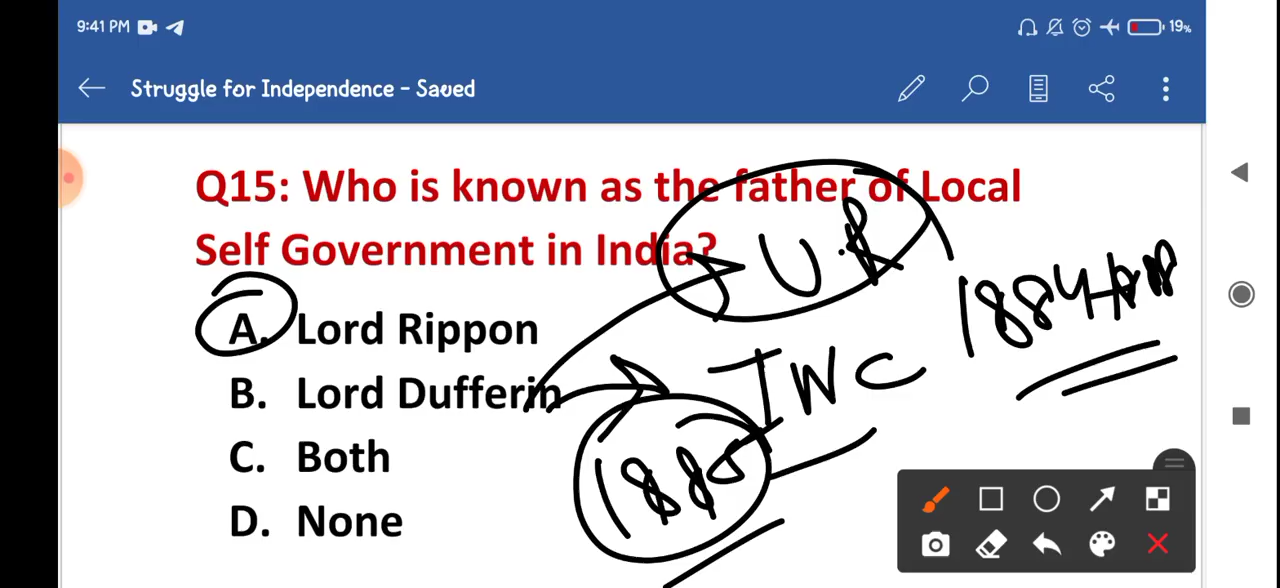 9:41 PM 19%
Struggle for Independence – Saved
Q15: Who is known as the father of Local
Self Government in India?
U.K
1884
A. Lord Rippon
B. Lord Dufferin
INC
C. Both
1885
D. None